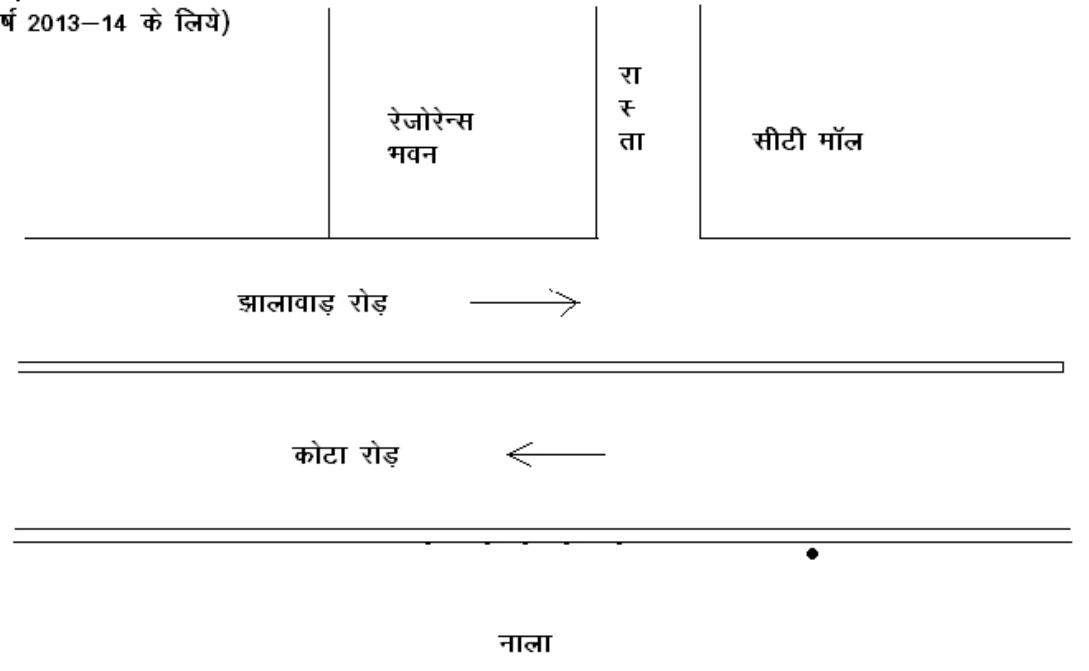 र्ष 2013–14 के लिये)
रा
स्
ता
रेजोरेन्स
भवन
सीटी मॉल
झालावाड़ रोड़
कोटा रोड़
नाला